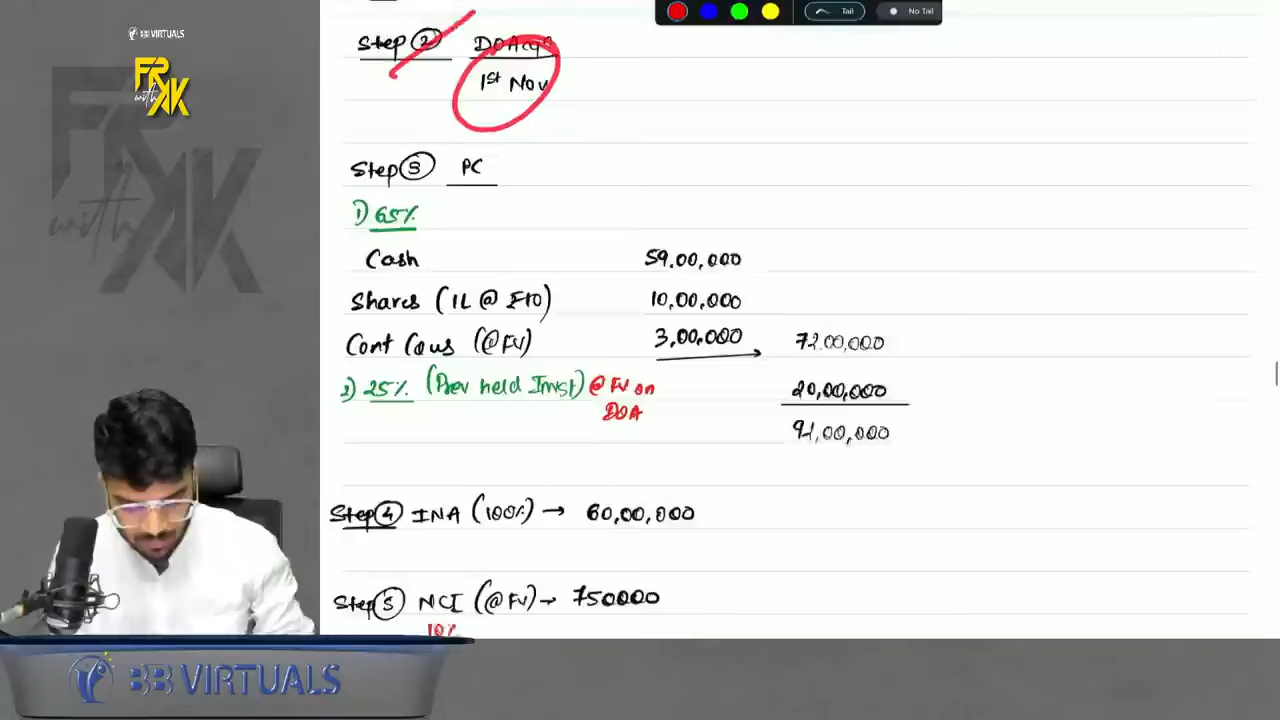 Tail
No Tail
BB VIRTUALS
FR
with
KK
Step ② DOAcqn
1st Nov
Step ③ PC
1) 65%
Cash 59,00,000
Shares (1L @ ₹10) 10,00,000
Cont Cons (@FV) 3,00,000 72,00,000
2) 25% (Prev held Invst) @ FV on 20,00,000
DOA
92,00,000
Step ④ INA (100%) → 60,00,000
Step ⑤ NCI (@FV) → 750000
10%
BB VIRTUALS